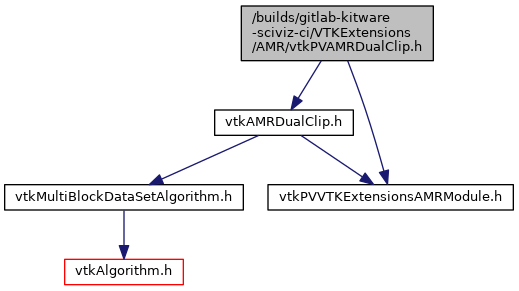 /builds/gitlab-kitware
-sciviz-ci/VTKExtensions
/AMR/vtkPVAMRDualClip.h
vtkAMRDualClip.h
vtkMultiBlockDataSetAlgorithm.h
vtkPVVTKExtensionsAMRModule.h
vtkAlgorithm.h